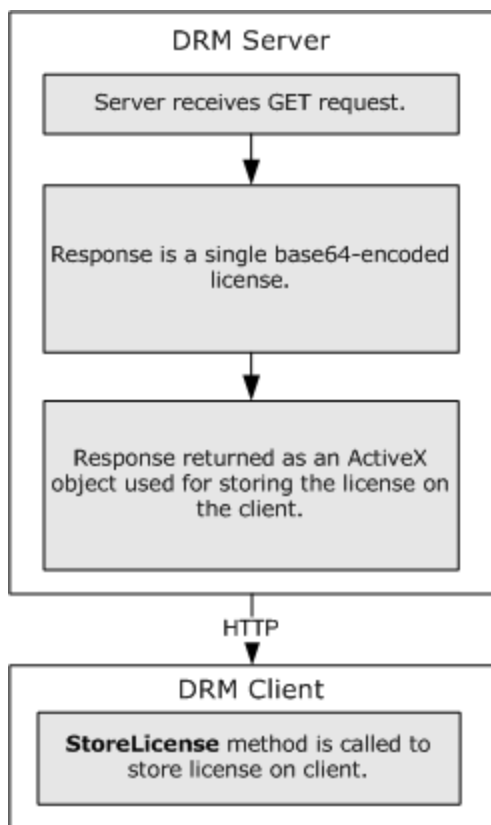 DRM Server
Server receives GET request.
Response is a single base64-encoded
license.
Response returned as an ActiveX
object used for storing the license on
the client.
HTTP
DRM Client
StoreLicense method is called to
store license on client.